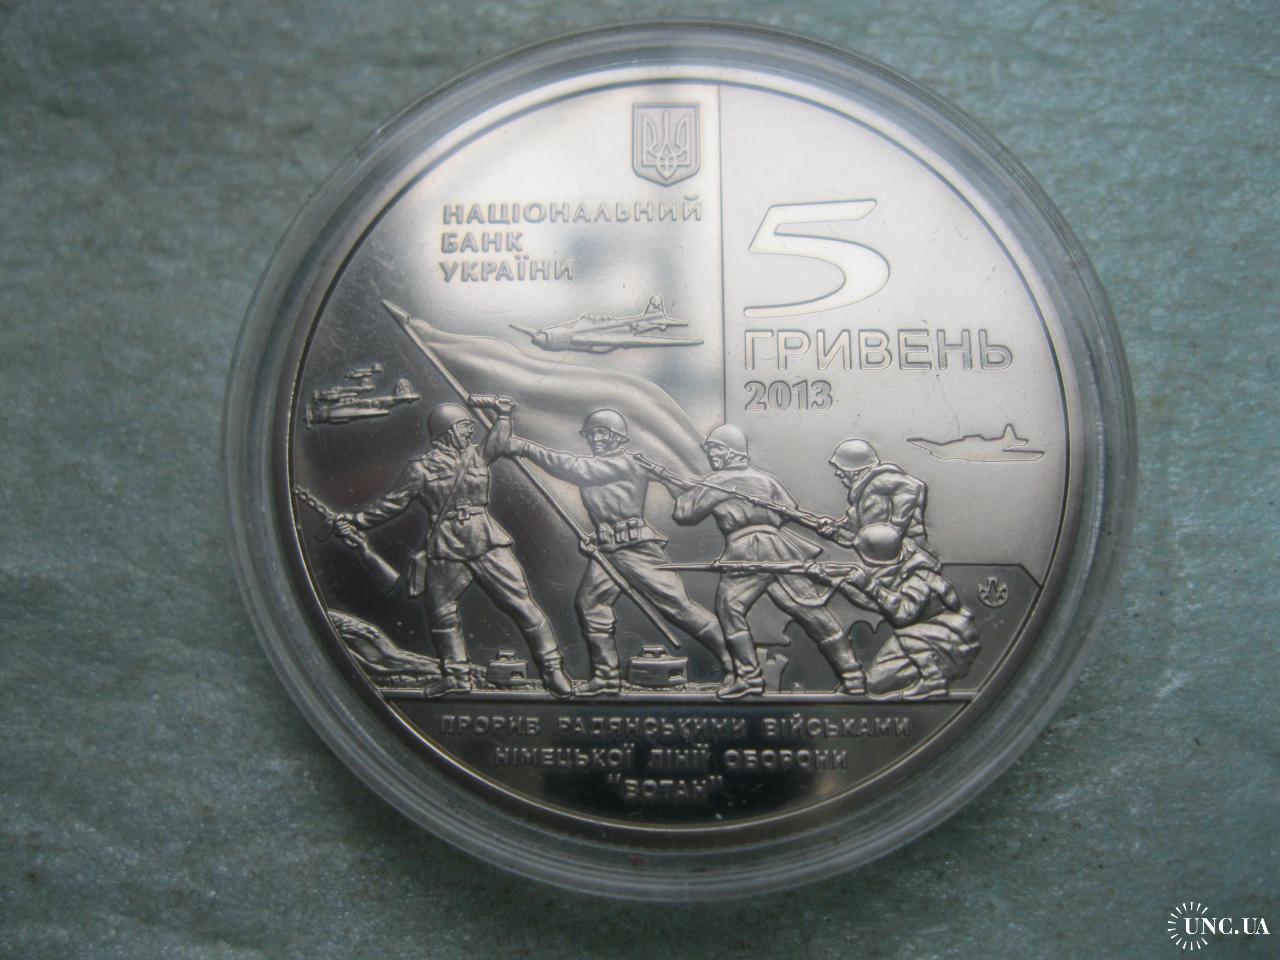 НАЦІОНАЛЬНИЙ
БАНК
УКРАЇНИ
5
ГРИВЕНЬ
2013
ПРОРИВ РАДЯНСЬКИМИ ВІЙСЬКАМИ
НІМЕЦЬКОЇ ЛІНІЇ ОБОРОНИ
"ВОТАН"
UNC.UA